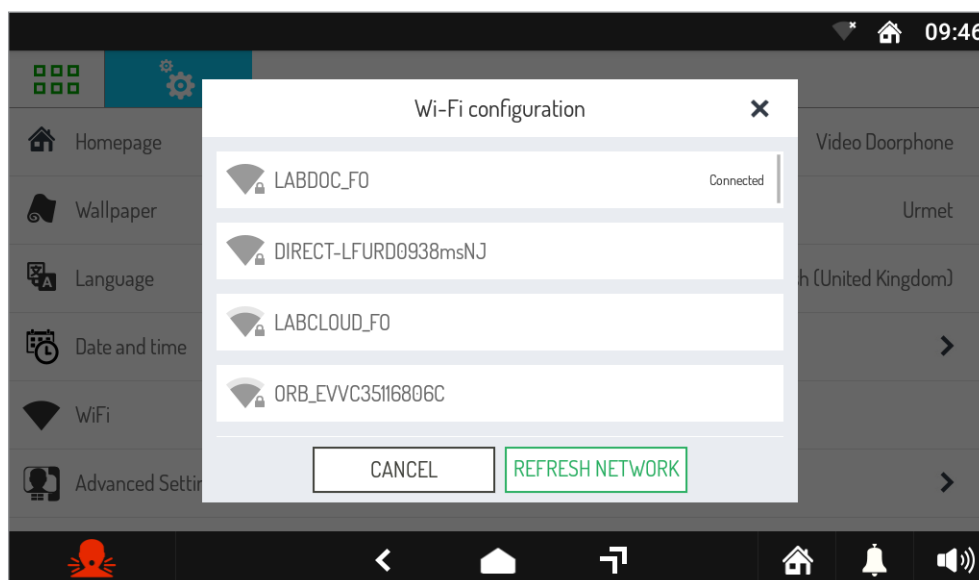 09:46
Wi-Fi configuration
Homepage
Video Doorphone
LABDOC_FO
Connected
Wallpaper
Urmet
DIRECT-LFURD0938msNJ
Language
(United Kingdom)
LABCLOUD_FO
Date and time
ORB_EVVC35116806C
WiFi
CANCEL
REFRESH NETWORK
Advanced